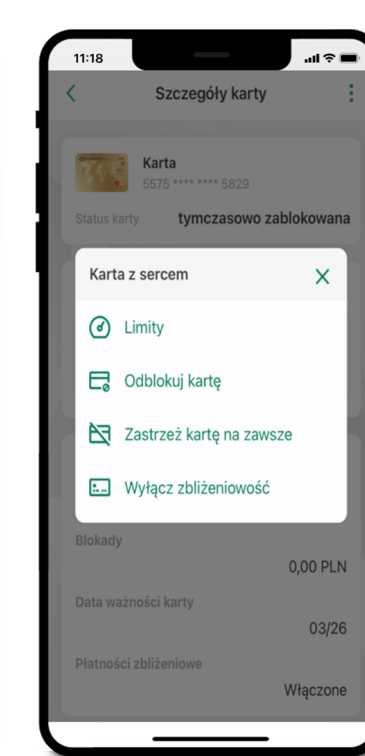 11:18
Szczegóły karty
Karta
5575 **** **** 5829
Status karty tymczasowo zablokowana
Karta z sercem
Limity
Odblokuj kartę
Zastrzeż kartę na zawsze
Wyłącz zbliżeniowość
Blokady
0,00 PLN
Data ważności karty
03/26
Płatności zbliżeniowe
Włączone